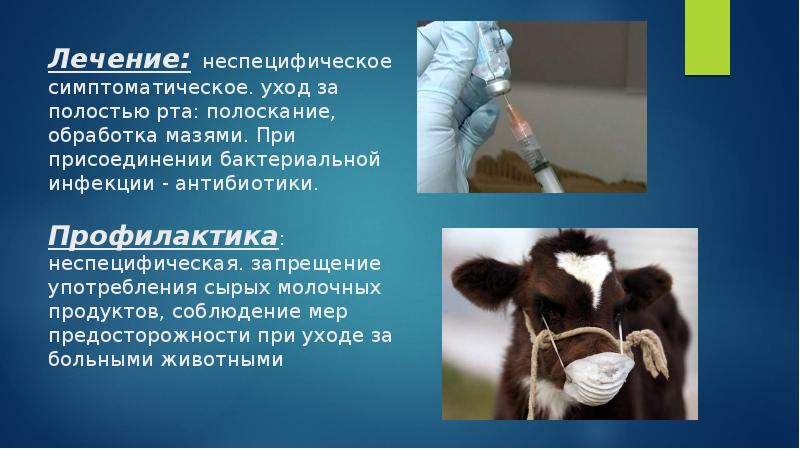 Лечение: неспецифическое
симптоматическое. уход за
полостью рта: полоскание,
обработка мазями. При
присоединении бактериальной
инфекции - антибиотики.
Профилактика:
неспецифическая. запрещение
употребления сырых молочных
продуктов, соблюдение мер
предосторожности при уходе за
больными животными